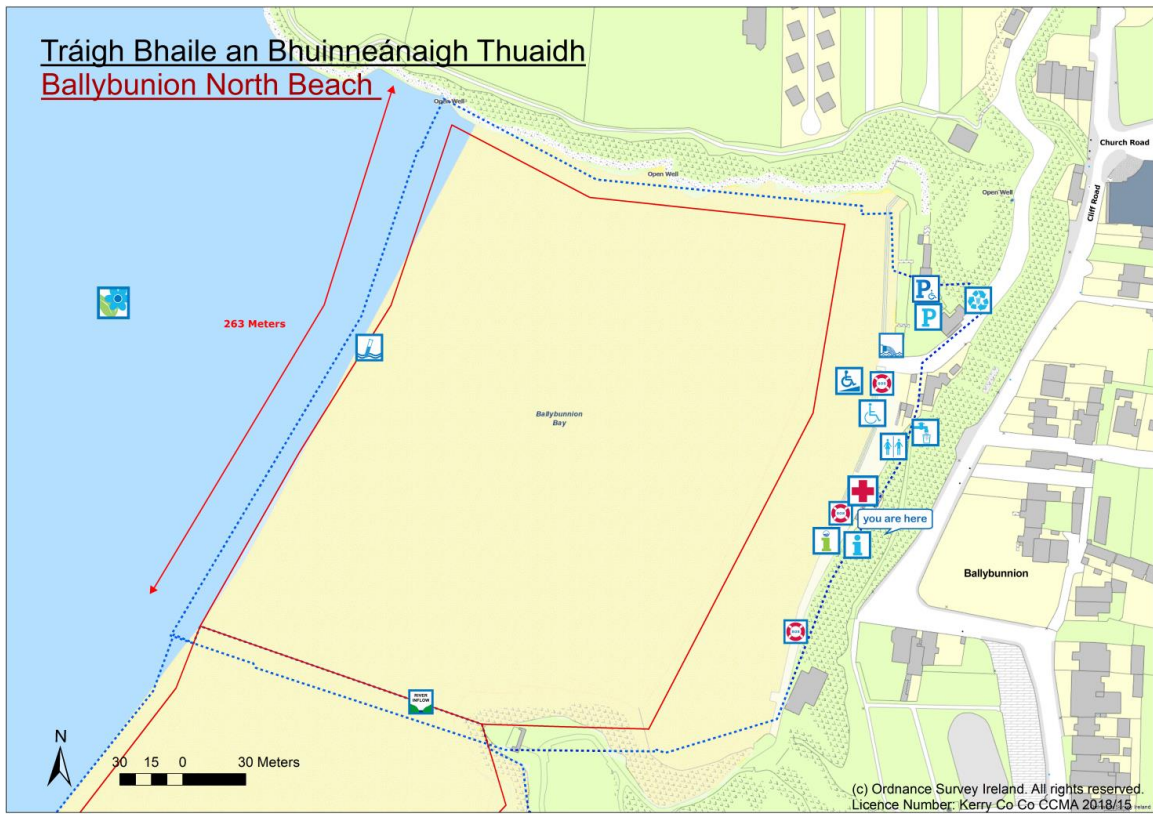 Tráigh Bhaile an Bhuinneánaigh Thuaidh
Ballybunion North Beach
Open Well
Church Road
Open Well
Open Well
Cliff Road
263 Meters
P
P
Ballybunnion
Bay
you are here
i
i
Ballybunnion
RIVER
INFLOW
N
30 15 0 30 Meters
(c) Ordnance Survey Ireland. All rights reserved.
Licence Number: Kerry Co Co CCMA 2018/15